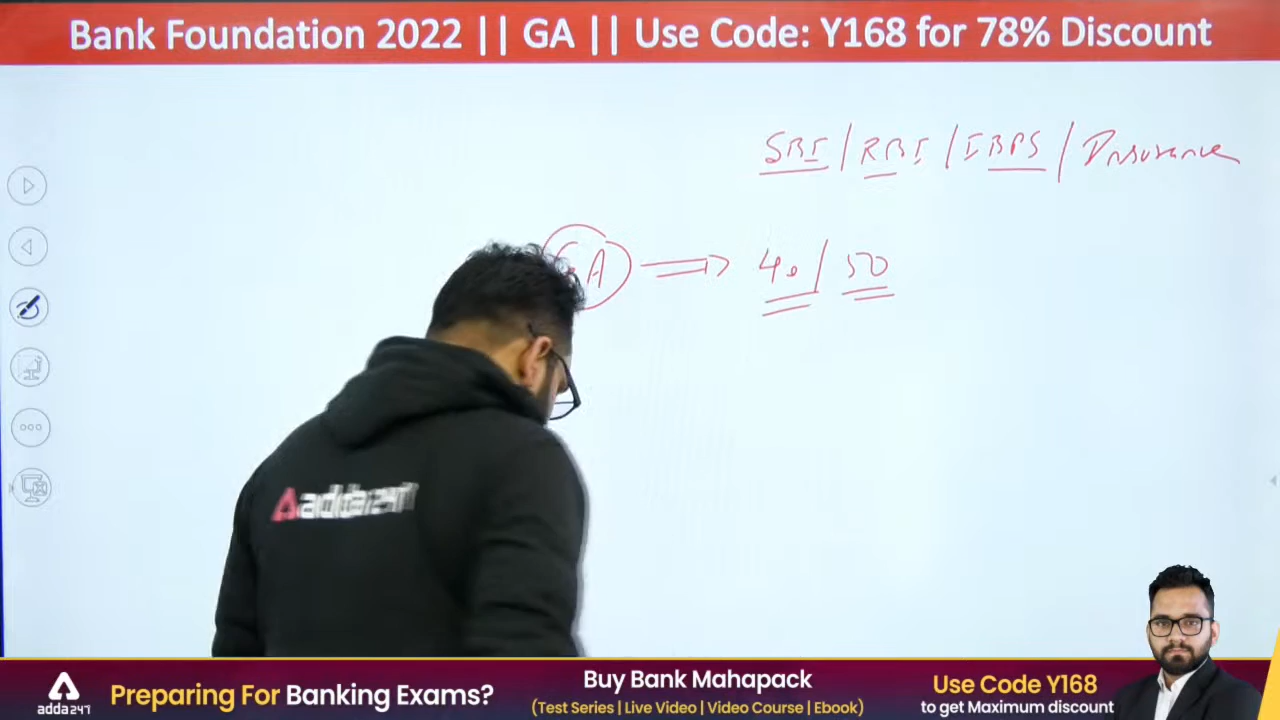 Bank Foundation 2022 || GA || Use Code: Y168 for 78% Discount
SBI / RBI / IBPS / Insurance
GA ⇒ 40 / 50
adda247
adda247
Preparing For Banking Exams?
Buy Bank Mahapack
(Test Series | Live Video | Video Course | Ebook)
Use Code Y168
to get Maximum discount